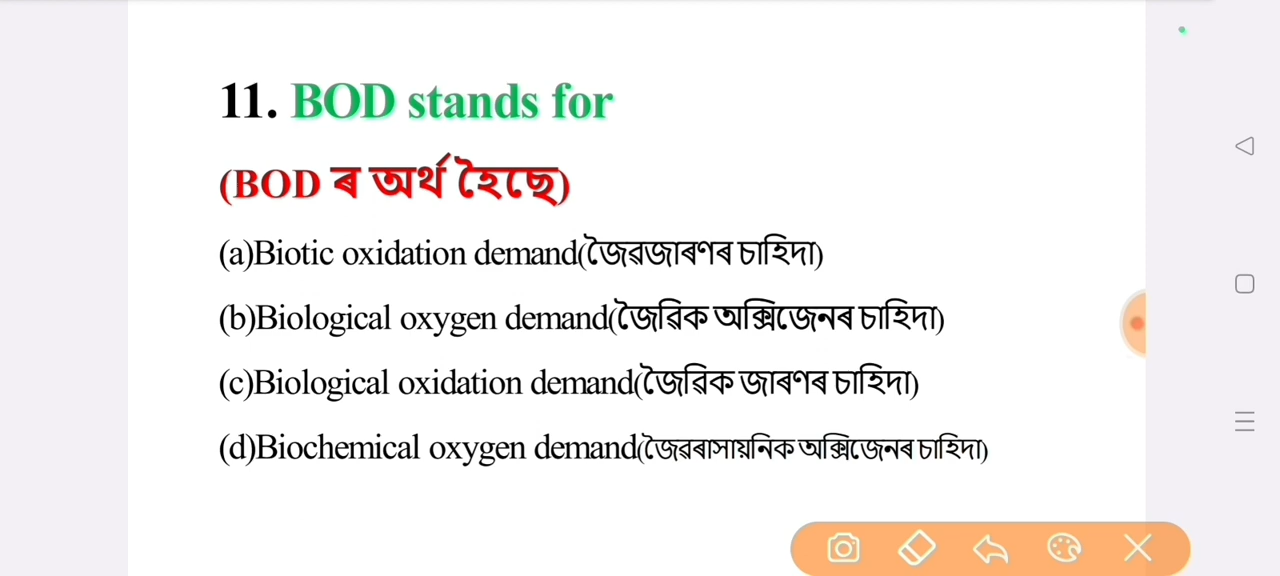 11. BOD stands for
(BOD ৰ অৰ্থ হৈছে)
(a)Biotic oxidation demand(জৈৱজাৰণৰ চাহিদা)
(b)Biological oxygen demand(জৈৱিক অক্সিজেনৰ চাহিদা)
(c)Biological oxidation demand(জৈৱিক জাৰণৰ চাহিদা)
(d)Biochemical oxygen demand(জৈৱৰাসায়নিক অক্সিজেনৰ চাহিদা)